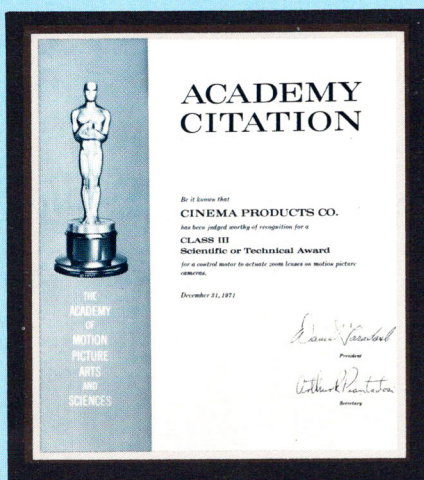 ACADEMY
CITATION
Be it known that
CINEMA PRODUCTS CO.
has been judged worthy of recognition for a
CLASS III
Scientific or Technical Award
for a control motor to actuate zoom lenses on motion picture
cameras.
December 31, 1971
President
Secretary
THE
ACADEMY
OF
MOTION
PICTURE
ARTS
AND
SCIENCES